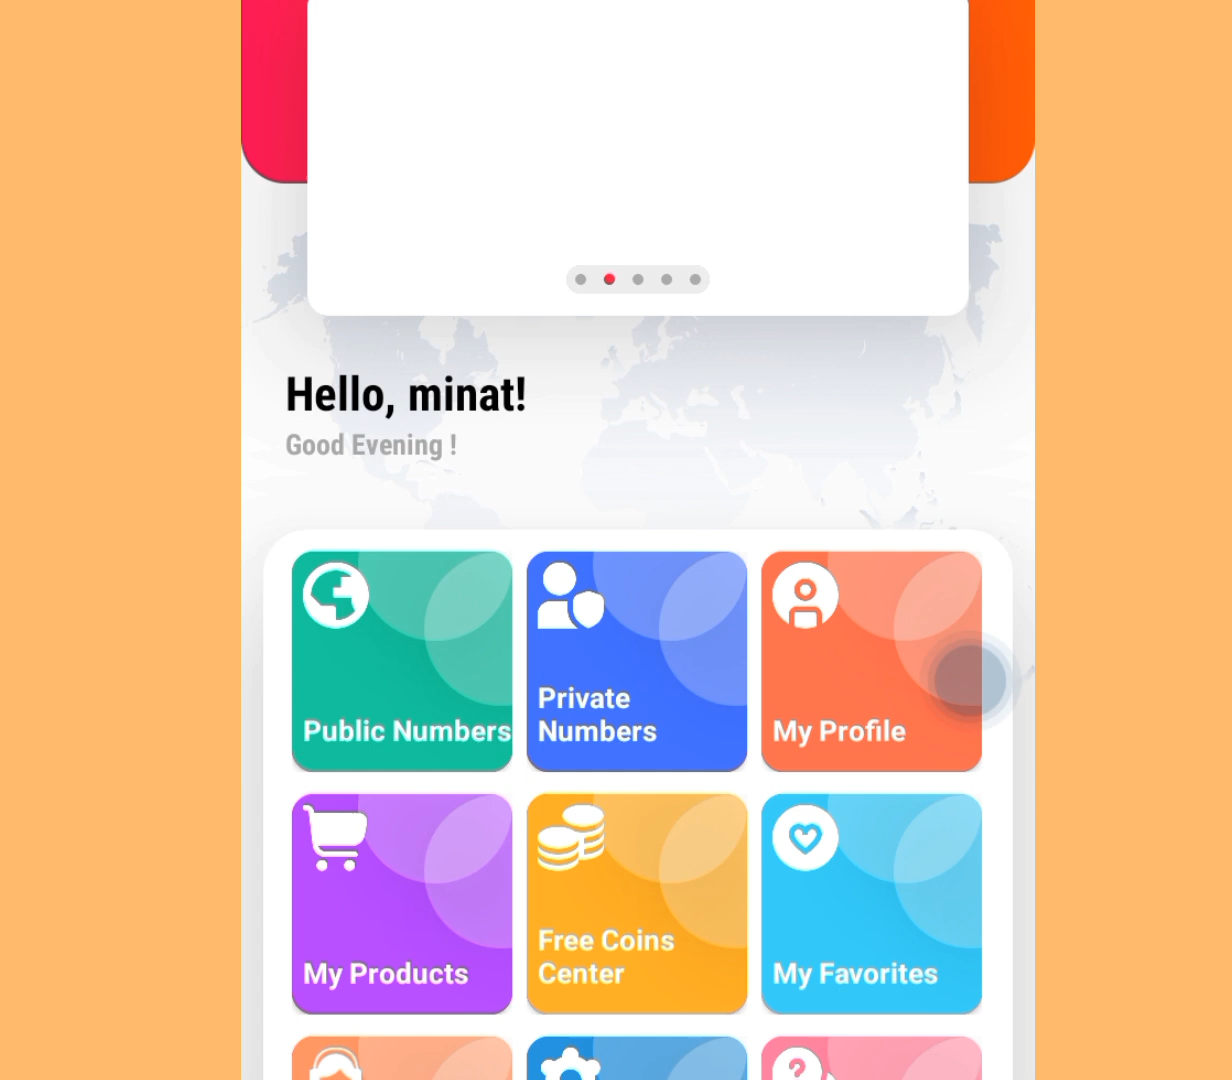 Hello, minat!
Good Evening !
Public Numbers
Private
Numbers
My Profile
My Products
Free Coins
Center
My Favorites